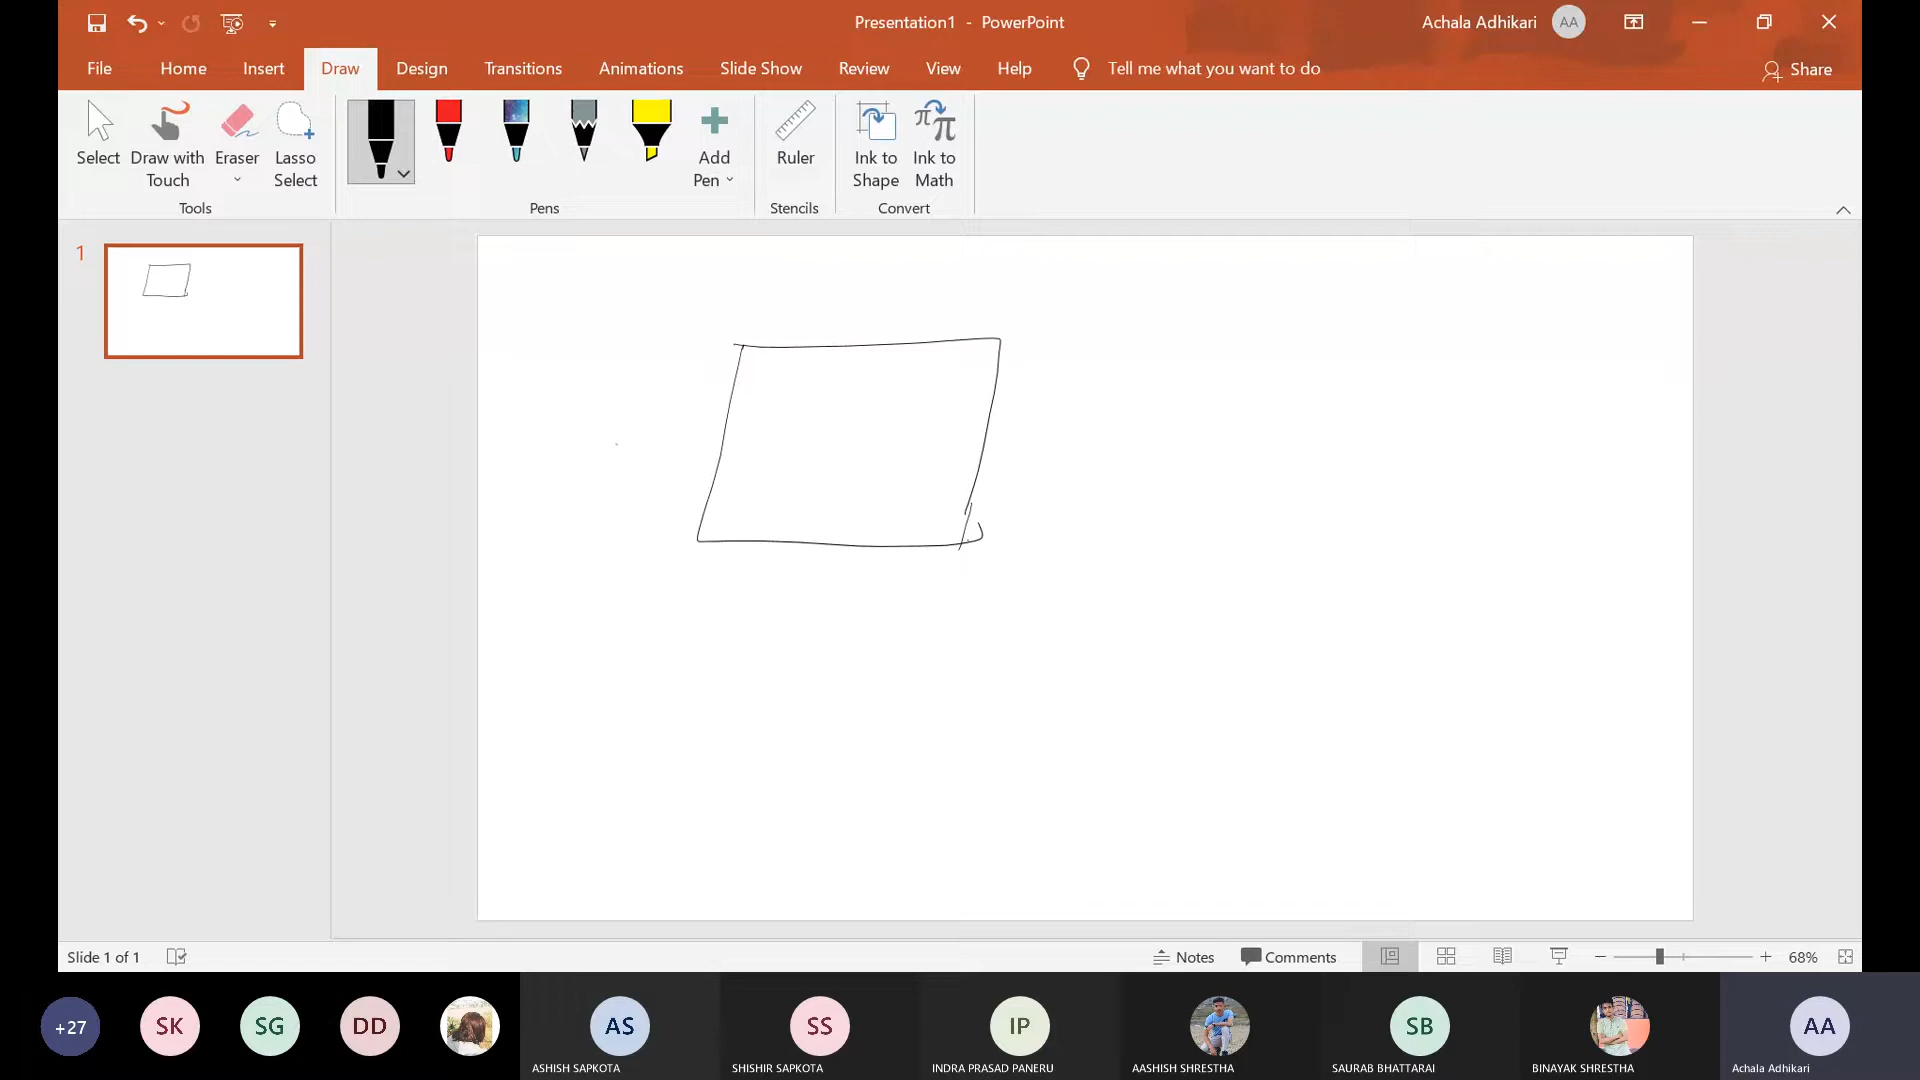 Presentation1 - PowerPoint
Achala Adhikari AA
File Home Insert Draw Design Transitions Animations Slide Show Review View Help Tell me what you want to do Share
Select
Draw with Touch
Eraser
Lasso Select
Add Pen
Ruler
Ink to Shape
Ink to Math
Tools Pens Stencils Convert
1
Slide 1 of 1 Notes Comments 68%
+27 SK SG DD AS SS IP SB AA
ASHISH SAPKOTA SHISHIR SAPKOTA INDRA PRASAD PANERU AASHISH SHRESTHA SAURAB BHATTARAI BINAYAK SHRESTHA Achala Adhikari